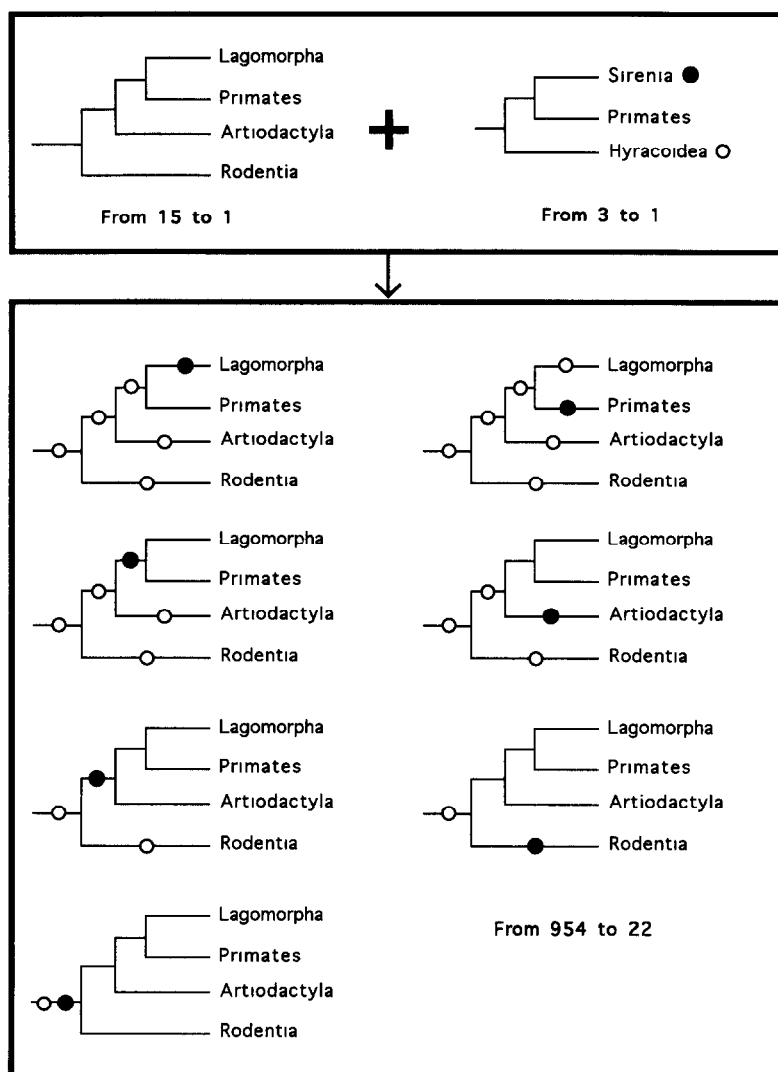 Lagomorpha
Primates
Artiodactyla
Rodentia
From 15 to 1
+
Sirenia
Primates
Hyracoidea
From 3 to 1
Lagomorpha
Primates
Artiodactyla
Rodentia
Lagomorpha
Primates
Artiodactyla
Rodentia
Lagomorpha
Primates
Artiodactyla
Rodentia
Lagomorpha
Primates
Artiodactyla
Rodentia
Lagomorpha
Primates
Artiodactyla
Rodentia
Lagomorpha
Primates
Artiodactyla
Rodentia
Lagomorpha
Primates
Artiodactyla
Rodentia
From 954 to 22